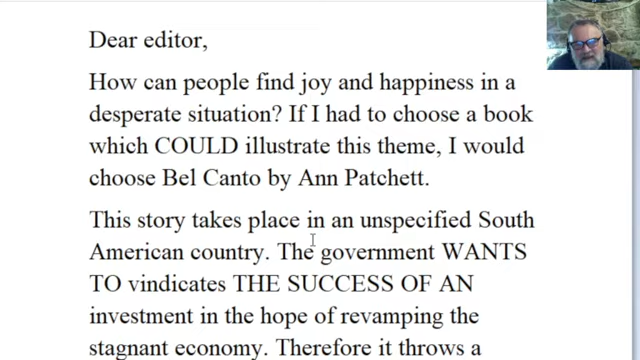 Dear editor,
How can people find joy and happiness in a
desperate situation? If I had to choose a book
which COULD illustrate this theme, I would
choose Bel Canto by Ann Patchett.
This story takes place in an unspecified South
American country. The government WANTS
TO vindicates THE SUCCESS OF AN
investment in the hope of revamping the
stagnant economy. Therefore it throws a